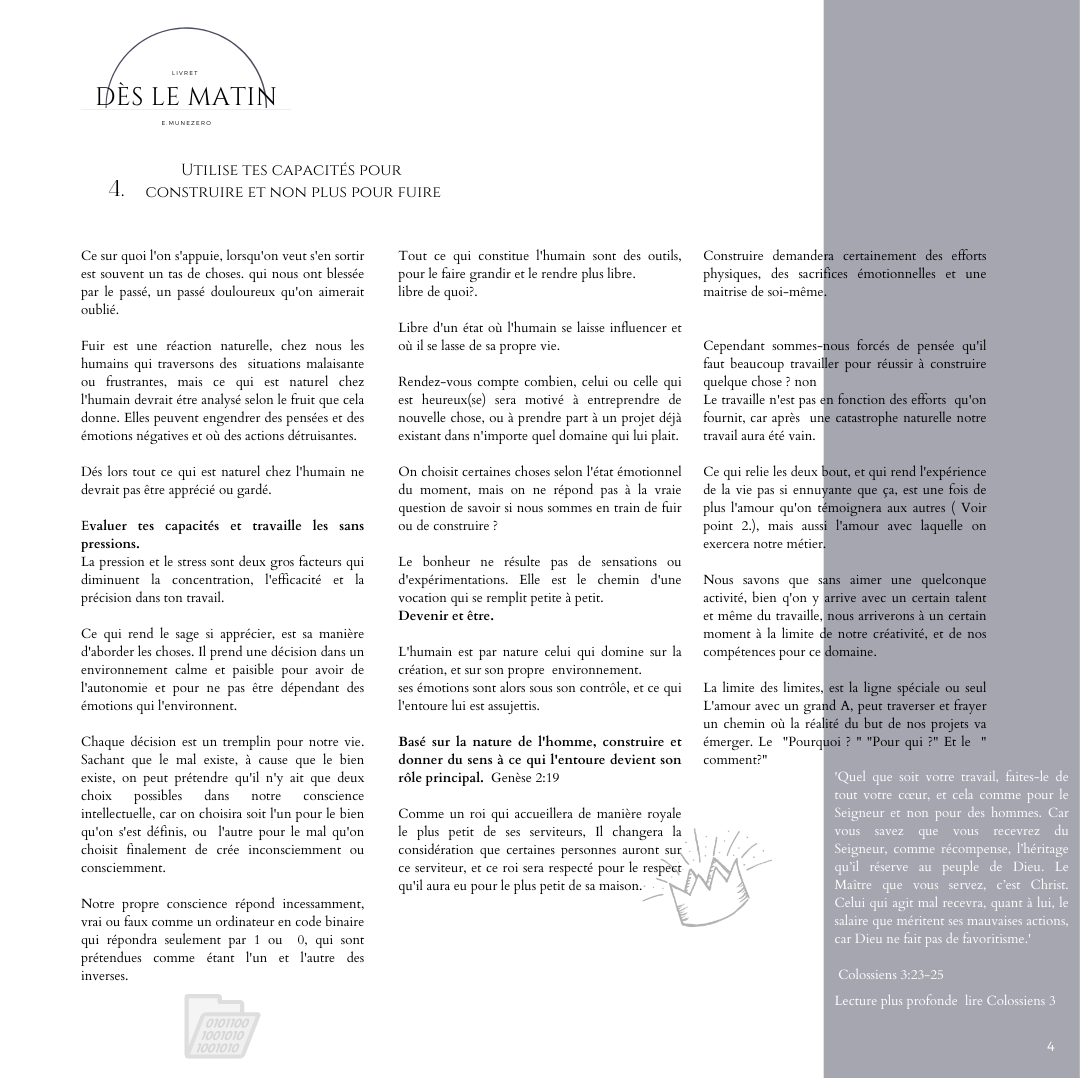 LIVRET
DÈS LE MATIN
E.MUNEZERO
4.
Utilise tes capacités pour
construire et non plus pour fuire
Ce sur quoi l'on s'appuie, lorsqu'on veut s'en sortir
est souvent un tas de choses. qui nous ont blessée
par le passé, un passé douloureux qu'on aimerait
oublié.
Fuir est une réaction naturelle, chez nous les
humains qui traversons des situations malaisante
ou frustrantes, mais ce qui est naturel chez
l'humain devrait étre analysé selon le fruit que cela
donne. Elles peuvent engendrer des pensées et des
émotions négatives et où des actions détruisantes.
Dés lors tout ce qui est naturel chez l'humain ne
devrait pas être apprécié ou gardé.
Evaluer tes capacités et travaille les sans
pressions.
La pression et le stress sont deux gros facteurs qui
diminuent la concentration, l'efficacité et la
précision dans ton travail.
Ce qui rend le sage si apprécier, est sa manière
d'aborder les choses. Il prend une décision dans un
environnement calme et paisible pour avoir de
l'autonomie et pour ne pas être dépendant des
émotions qui l'environnent.
Chaque décision est un tremplin pour notre vie.
Sachant que le mal existe, à cause que le bien
existe, on peut prétendre qu'il n'y ait que deux
choix possibles dans notre conscience
intellectuelle, car on choisira soit l'un pour le bien
qu'on s'est définis, ou l'autre pour le mal qu'on
choisit finalement de crée inconsciemment ou
consciemment.
Notre propre conscience répond incessamment,
vrai ou faux comme un ordinateur en code binaire
qui répondra seulement par 1 ou 0, qui sont
prétendues comme étant l'un et l'autre des
inverses.
0101100
1001010
1001010
Tout ce qui constitue l'humain sont des outils,
pour le faire grandir et le rendre plus libre.
libre de quoi?.
Libre d'un état où l'humain se laisse influencer et
où il se lasse de sa propre vie.
Rendez-vous compte combien, celui ou celle qui
est heureux(se) sera motivé à entreprendre de
nouvelle chose, ou à prendre part à un projet déjà
existant dans n'importe quel domaine qui lui plait.
On choisit certaines choses selon l'état émotionnel
du moment, mais on ne répond pas à la vraie
question de savoir si nous sommes en train de fuir
ou de construire ?
Le bonheur ne résulte pas de sensations ou
d'expérimentations. Elle est le chemin d'une
vocation qui se remplit petite à petit.
Devenir et être.
L'humain est par nature celui qui domine sur la
création, et sur son propre environnement.
ses émotions sont alors sous son contrôle, et ce qui
l'entoure lui est assujettis.
Basé sur la nature de l'homme, construire et
donner du sens à ce qui l'entoure devient son
rôle principal. Genèse 2:19
Comme un roi qui accueillera de manière royale
le plus petit de ses serviteurs, Il changera la
considération que certaines personnes auront sur
ce serviteur, et ce roi sera respecté pour le respect
qu'il aura eu pour le plus petit de sa maison.
Construire demandera certainement des efforts
physiques, des sacrifices émotionnelles et une
maitrise de soi-même.
Cependant sommes-nous forcés de pensée qu'il
faut beaucoup travailler pour réussir à construire
quelque chose ? non
Le travaille n'est pas en fonction des efforts qu'on
fournit, car après une catastrophe naturelle notre
travail aura été vain.
Ce qui relie les deux bout, et qui rend l'expérience
de la vie pas si ennuyante que ça, est une fois de
plus l'amour qu'on témoignera aux autres ( Voir
point 2.), mais aussi l'amour avec laquelle on
exercera notre métier.
Nous savons que sans aimer une quelconque
activité, bien q'on y arrive avec un certain talent
et même du travaille, nous arriverons à un certain
moment à la limite de notre créativité, et de nos
compétences pour ce domaine.
La limite des limites, est la ligne spéciale ou seul
L'amour avec un grand A, peut traverser et frayer
un chemin où la réalité du but de nos projets va
émerger. Le "Pourquoi ? " "Pour qui ?" Et le "
comment?"
'Quel que soit votre travail, faites-le de
tout votre cœur, et cela comme pour le
Seigneur et non pour des hommes. Car
vous savez que vous recevrez du
Seigneur, comme récompense, l'héritage
qu'il réserve au peuple de Dieu. Le
Maître que vous servez, c'est Christ.
Celui qui agit mal recevra, quant à lui, le
salaire que méritent ses mauvaises actions,
car Dieu ne fait pas de favoritisme.'
Colossiens 3:23-25
Lecture plus profonde lire Colossiens 3
4